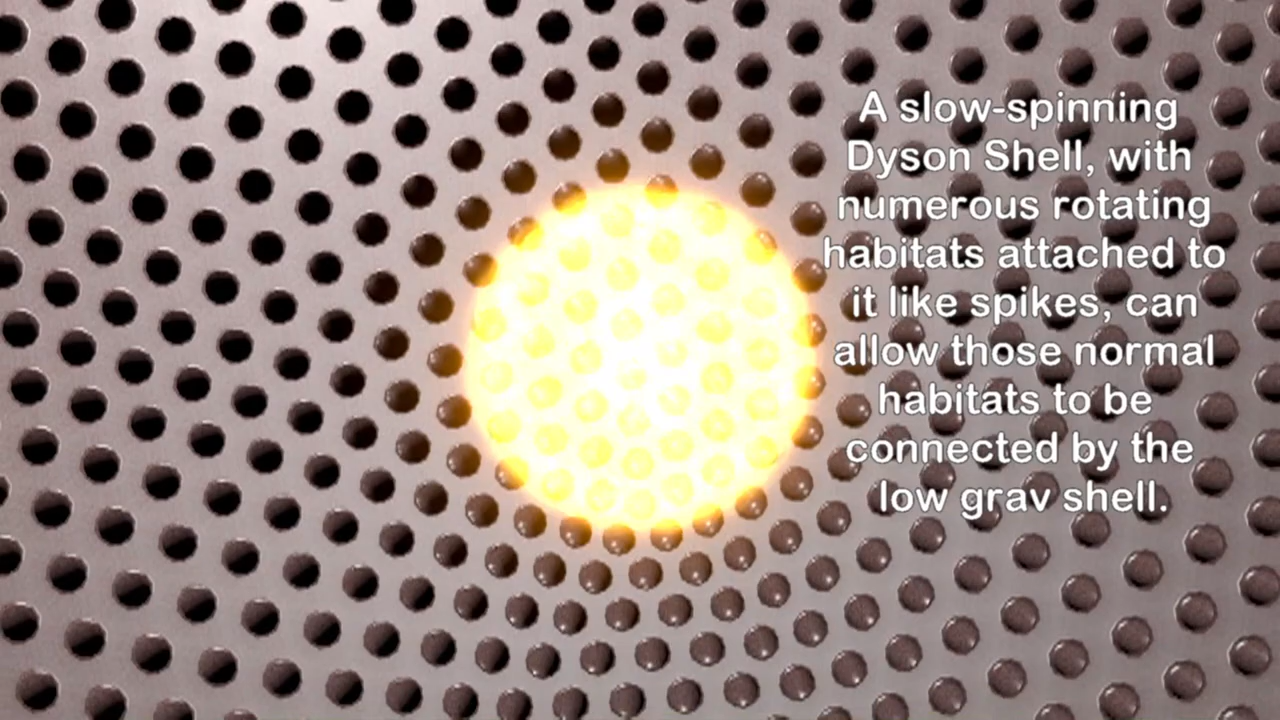 A slow-spinning
Dyson Shell, with
numerous rotating
habitats attached to
it like spikes, can
allow those normal
habitats to be
connected by the
low grav shell.